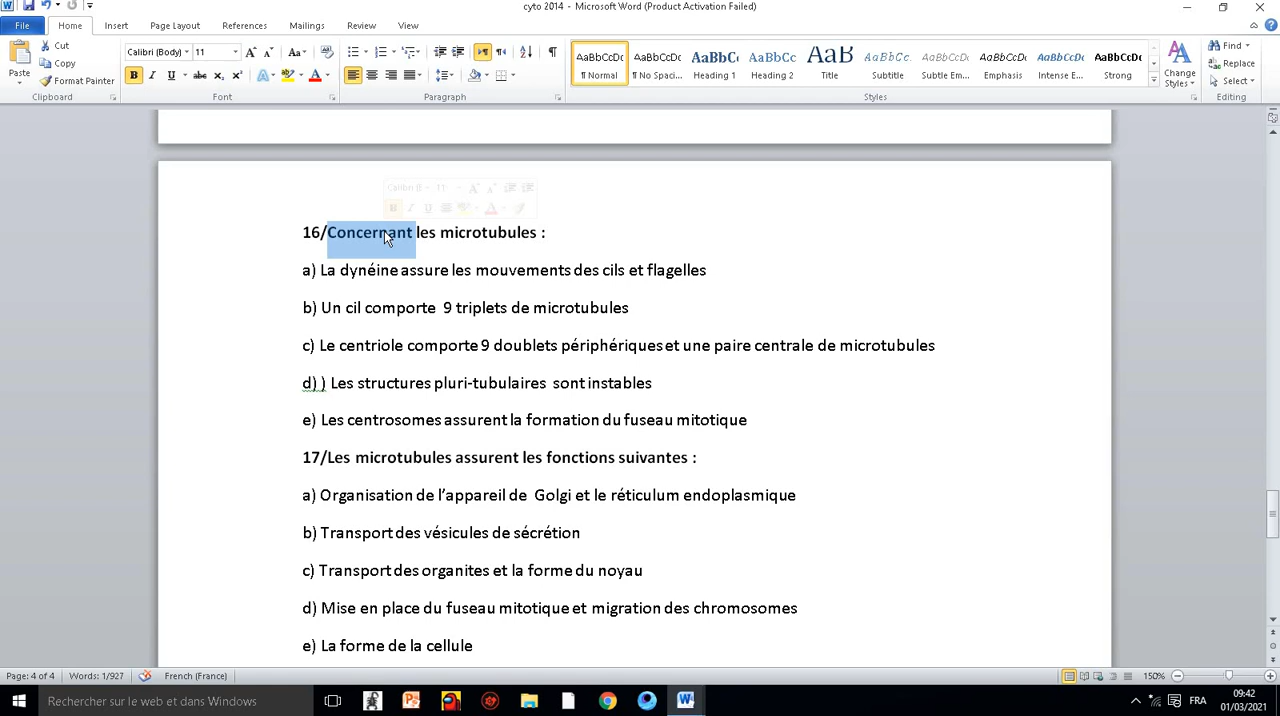 cyto 2014 - Microsoft Word (Product Activation Failed)
File Home Insert Page Layout References Mailings Review View
Paste
Cut
Copy
Format Painter
Calibri (Body) 11
AaBbCcDc AaBbCcDc AaBbC AaBbCc AaB AaBbCc. AaBbCcDc AaBbCcDc AaBbCcDc AaBbCcDc
¶ Normal ¶ No Spaci... Heading 1 Heading 2 Title Subtitle Subtle Em... Emphasis Intense E... Strong
Change Styles
Find
Replace
Select
Clipboard Font Paragraph Styles Editing
16/Concernant les microtubules :
a) La dynéine assure les mouvements des cils et flagelles
b) Un cil comporte 9 triplets de microtubules
c) Le centriole comporte 9 doublets périphériques et une paire centrale de microtubules
d) ) Les structures pluri-tubulaires sont instables
e) Les centrosomes assurent la formation du fuseau mitotique
17/Les microtubules assurent les fonctions suivantes :
a) Organisation de l’appareil de Golgi et le réticulum endoplasmique
b) Transport des vésicules de sécrétion
c) Transport des organites et la forme du noyau
d) Mise en place du fuseau mitotique et migration des chromosomes
e) La forme de la cellule
Page: 4 of 4 Words: 1/927 French (France) 150%
Rechercher sur le web et dans Windows
FRA
09:42
01/03/2021